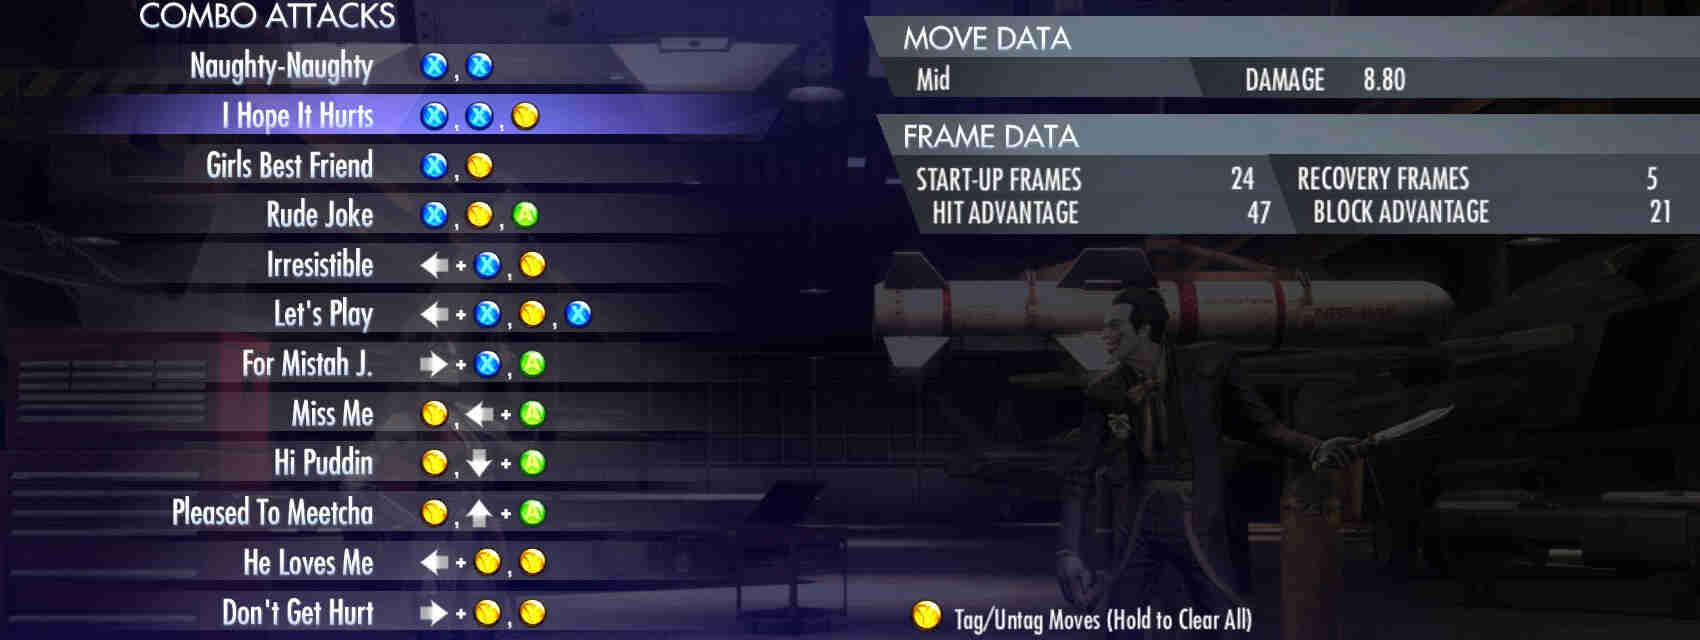 COMBO ATTACKS
Naughty-Naughty X, X
I Hope It Hurts X, X, Y
Girls Best Friend X, Y
Rude Joke X, Y, A
Irresistible + X, Y
Let's Play + X, Y, X
For Mistah J. + X, A
Miss Me Y, + A
Hi Puddin Y, + A
Pleased To Meetcha Y, + A
He Loves Me + Y, Y
Don't Get Hurt + Y, Y
MOVE DATA
Mid DAMAGE 8.80
FRAME DATA
START-UP FRAMES 24 RECOVERY FRAMES 5
HIT ADVANTAGE 47 BLOCK ADVANTAGE 21
Y Tag/Untag Moves (Hold to Clear All)